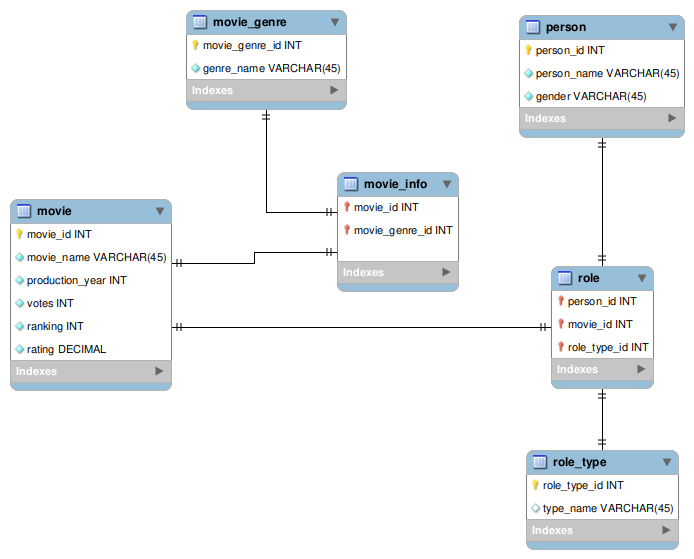 movie_genre
movie_genre_id INT
genre_name VARCHAR(45)
Indexes
person
person_id INT
person_name VARCHAR(45)
gender VARCHAR(45)
Indexes
movie_info
movie_id INT
movie_genre_id INT
Indexes
movie
movie_id INT
movie_name VARCHAR(45)
production_year INT
votes INT
ranking INT
rating DECIMAL
Indexes
role
person_id INT
movie_id INT
role_type_id INT
Indexes
role_type
role_type_id INT
type_name VARCHAR(45)
Indexes